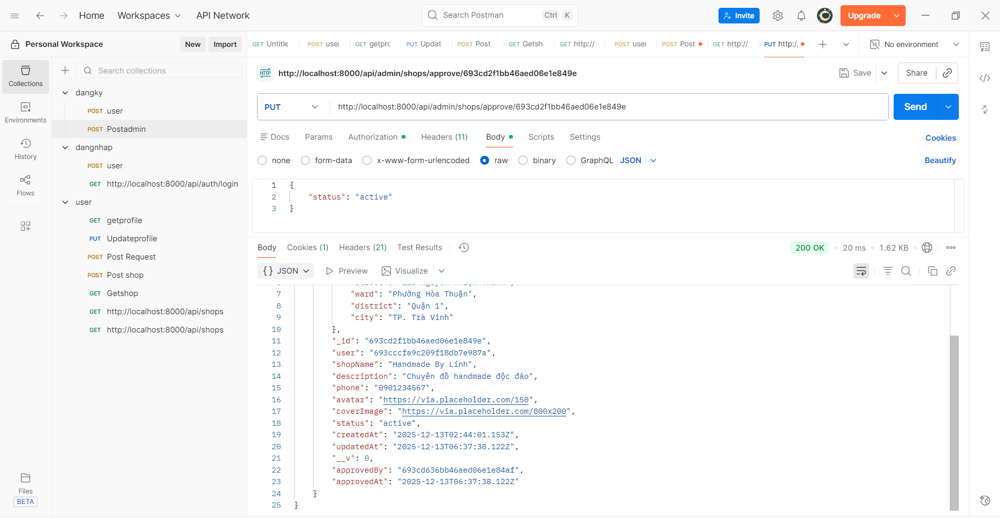 Home
Workspaces
API Network
Search Postman
Ctrl K
Invite
Upgrade
Personal Workspace
New
Import
GET Untitle
POST user
GET getpro
PUT Updat
POST Post
GET Getsh
GET http://
POST user
POST Post
GET http://
PUT http://
No environment
Collections
Environments
History
Flows
Files
BETA
Search collections
dangky
POST user
POST Postadmin
dangnhap
POST user
GET http://localhost:8000/api/auth/login
user
GET getprofile
PUT Updateprofile
POST Post Request
POST Post shop
GET Getshop
GET http://localhost:8000/api/shops
GET http://localhost:8000/api/shops
HTTP http://localhost:8000/api/admin/shops/approve/693cd2f1bb46aed06e1e849e
Save
Share
PUT
http://localhost:8000/api/admin/shops/approve/693cd2f1bb46aed06e1e849e
Send
Docs
Params
Authorization
Headers (11)
Body
Scripts
Settings
Cookies
none
form-data
x-www-form-urlencoded
raw
binary
GraphQL
JSON
Beautify
1 {
2 "status": "active"
3 }
Body
Cookies (1)
Headers (21)
Test Results
200 OK
20 ms
1.62 KB
{} JSON
Preview
Visualize
7 "ward": "Phường Hòa Thuận",
8 "district": "Quận 1",
9 "city": "TP. Trà Vinh"
10 },
11 "_id": "693cd2f1bb46aed06e1e849e",
12 "user": "693cccfa9c209f18db7e987a",
13 "shopName": "Handmade By Linh",
14 "description": "Chuyên đồ handmade độc đáo",
15 "phone": "0901234567",
16 "avatar": "https://via.placeholder.com/150",
17 "coverImage": "https://via.placeholder.com/800x200",
18 "status": "active",
19 "createdAt": "2025-12-13T02:44:01.153Z",
20 "updatedAt": "2025-12-13T06:37:38.122Z",
21 "__v": 0,
22 "approvedBy": "693cd636bb46aed06e1e84af",
23 "approvedAt": "2025-12-13T06:37:38.122Z"
24 }
25 }